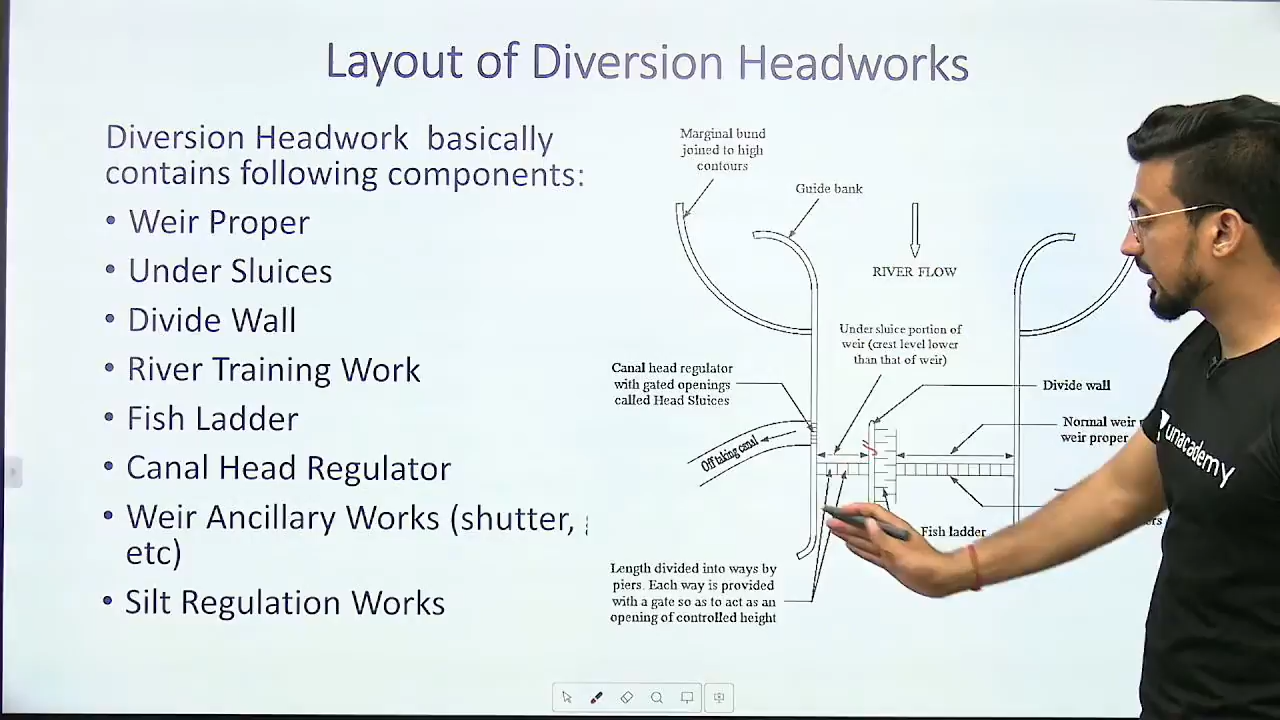 Layout of Diversion Headworks
Diversion Headwork basically
contains following components:
• Weir Proper
• Under Sluices
• Divide Wall
• River Training Work
• Fish Ladder
• Canal Head Regulator
• Weir Ancillary Works (shutter,
etc)
• Silt Regulation Works
Marginal bund
joined to high
contours
Guide bank
RIVER FLOW
Under sluice portion of
weir (crest level lower
than that of weir)
Canal head regulator
with gated openings
called Head Sluices
Divide wall
Normal weir
weir proper
Off taking canal
Fish ladder
Length divided into ways by
piers. Each way is provided
with a gate so as to act as an
opening of controlled height
unacademy